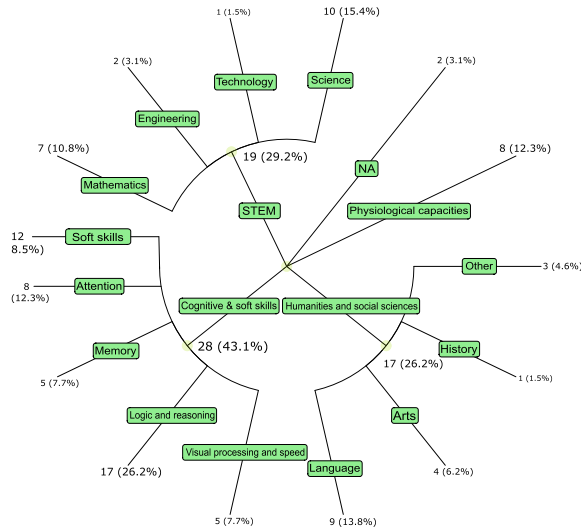 1 (1.5%)
10 (15.4%)
2 (3.1%)
2 (3.1%)
Technology
Science
Engineering
7 (10.8%)
19 (29.2%)
8 (12.3%)
NA
Mathematics
STEM
Physiological capacities
12
8.5%)
Soft skills
Other
3 (4.6%)
8
(12.3%)
Attention
Cognitive & soft skills
Humanities and social sciences
28 (43.1%)
Memory
History
17 (26.2%)
5 (7.7%)
1 (1.5%)
Logic and reasoning
Arts
Visual processing and speed
Language
17 (26.2%)
4 (6.2%)
5 (7.7%)
9 (13.8%)